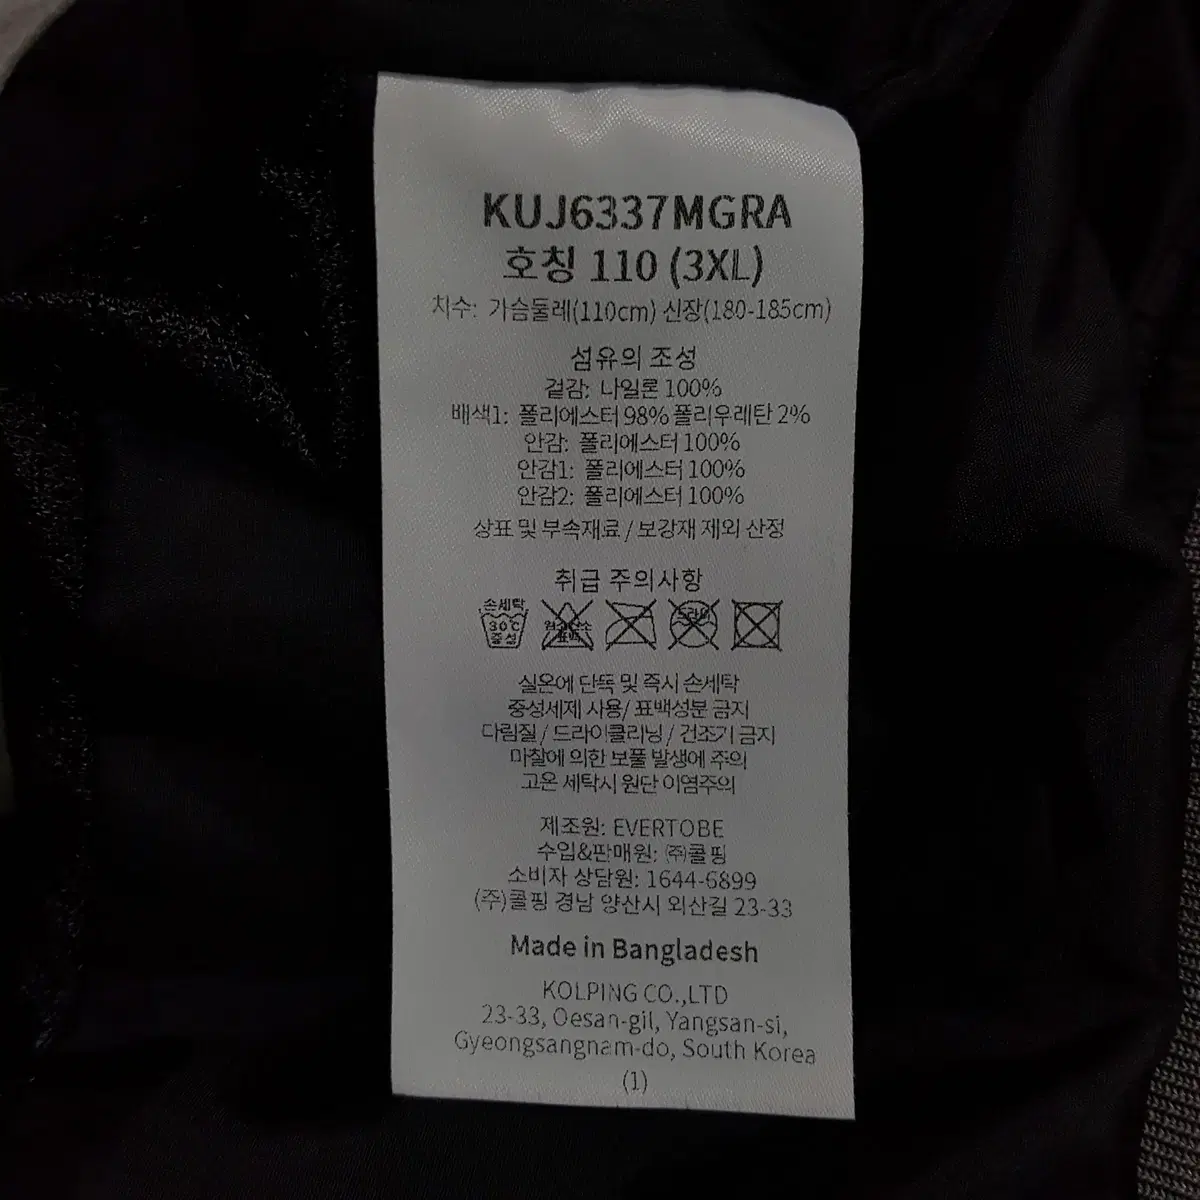 KUJ6337MGRA
호칭 110 (3XL)
치수: 가슴둘레(110cm) 신장(180-185cm)
섬유의 조성
겉감: 나일론 100%
배색1: 폴리에스터 98% 폴리우레탄 2%
안감: 폴리에스터 100%
안감1: 폴리에스터 100%
안감2: 폴리에스터 100%
상표 및 부속재료 / 보강재 제외 산정
취급 주의사항
손세탁
30℃
중성
표백
드라이
실온에 단독 및 즉시 손세탁
중성세제 사용/ 표백성분 금지
다림질 / 드라이클리닝 / 건조기 금지
마찰에 의한 보풀 발생에 주의
고온 세탁시 원단 이염주의
제조원: EVERTOBE
수입&판매원: ㈜콜핑
소비자 상담원: 1644-6899
(주)콜핑 경남 양산시 외산길 23-33
Made in Bangladesh
KOLPING CO.,LTD
23-33, Oesan-gil, Yangsan-si,
Gyeongsangnam-do, South Korea
(1)